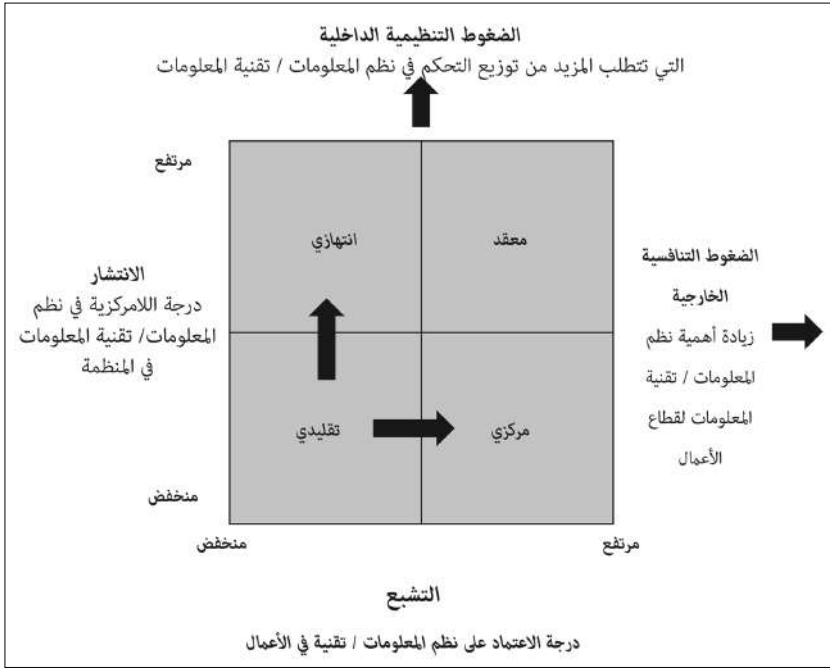 الضغوط التنظيمية الداخلية
التي تتطلب المزيد من توزيع التحكم في نظم المعلومات / تقنية المعلومات
مرتفع
انتهازي
معقد
الضغوط التنافسية
الخارجية
زيادة أهمية نظم
المعلومات / تقنية
المعلومات لقطاع
الأعمال
الانتشار
درجة اللامركزية في نظم
المعلومات/ تقنية المعلومات
في المنظمة
تقليدي
مركزي
منخفض
منخفض
مرتفع
التشبع
درجة الاعتماد على نظم المعلومات / تقنية في الأعمال